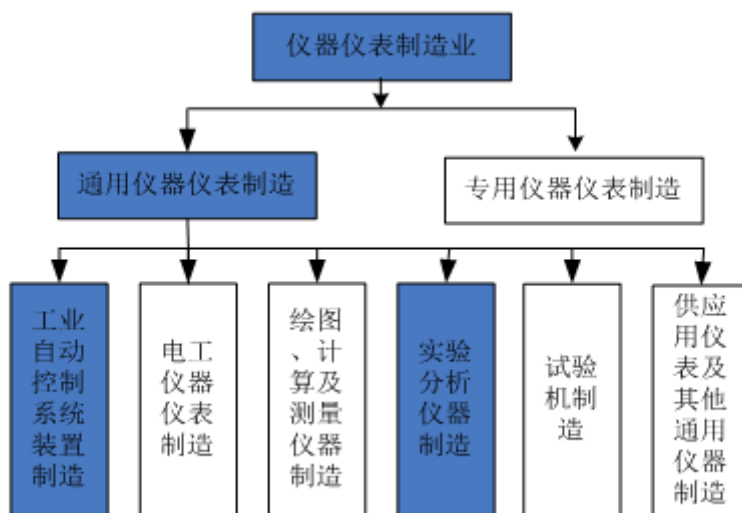 仪器仪表制造业
通用仪器仪表制造
专用仪器仪表制造
工业
自动
控制
系统
装置
制造
电工
仪器
仪表
制造
绘图
、计
算及
测量
仪器
制造
实验
分析
仪器
制造
试验
机制
造
供应
用仪
表及
其他
通用
仪器
制造